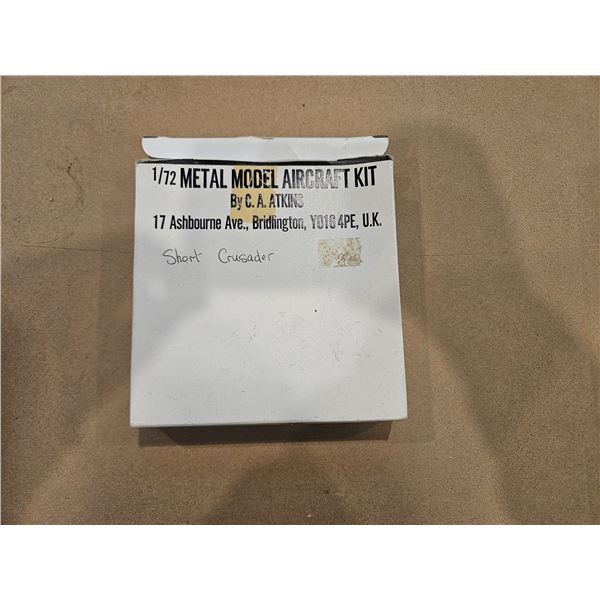 1/72 METAL MODEL AIRCRAFT KIT
By C. A. ATKINS
17 Ashbourne Ave., Bridlington, YO16 4PE, U.K.
Short Crusader